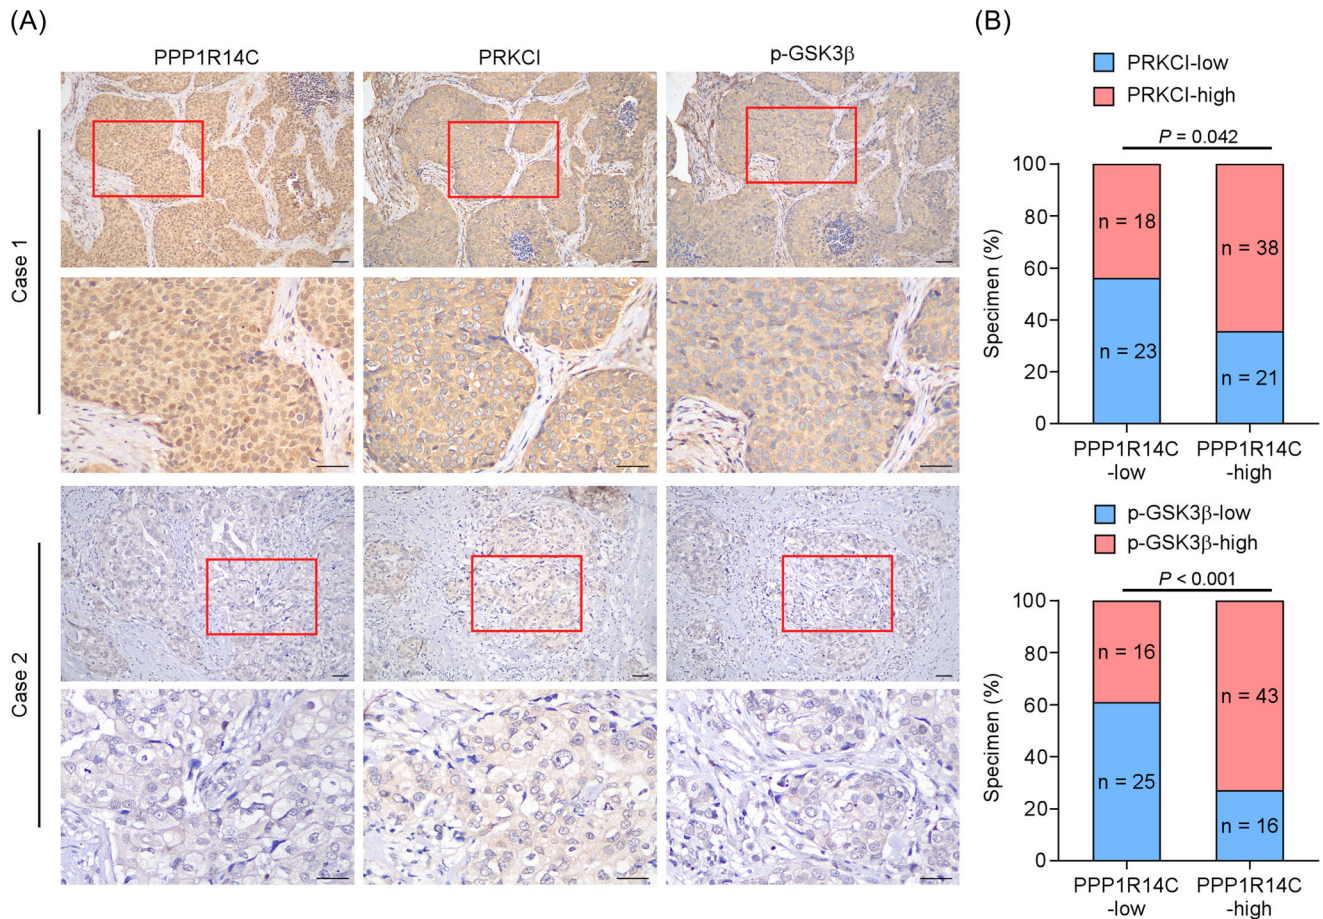 (A)
PPP1R14C
PRKCI
p-GSK3β
Case 1
Case 2
(B)
PRKCI-low
PRKCI-high
P = 0.042
100
80
60
40
20
0
Specimen (%)
n = 18
n = 38
n = 23
n = 21
PPP1R14C
-low
PPP1R14C
-high
p-GSK3β-low
p-GSK3β-high
P < 0.001
100
80
60
40
20
0
Specimen (%)
n = 16
n = 43
n = 25
n = 16
PPP1R14C
-low
PPP1R14C
-high